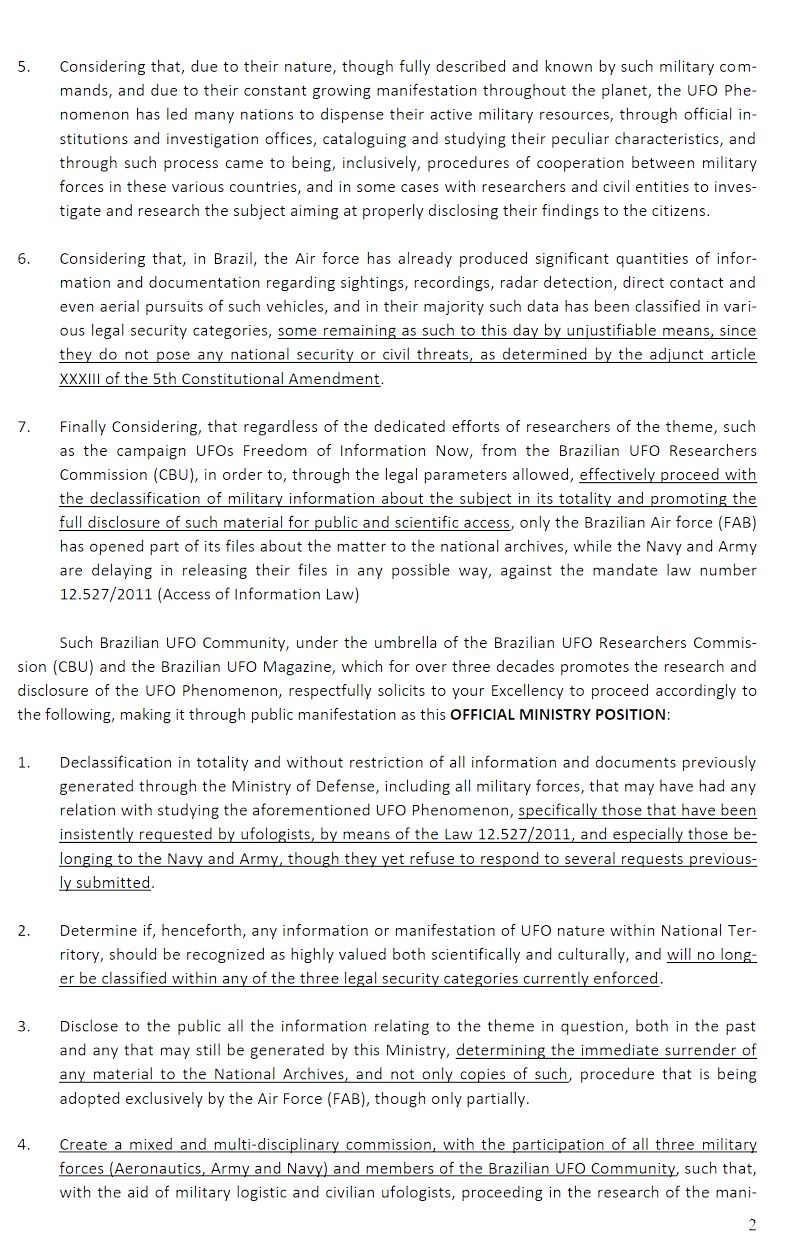 5. Considering that, due to their nature, though fully described and known by such military com-
mands, and due to their constant growing manifestation throughout the planet, the UFO Phe-
nomenon has led many nations to dispense their active military resources, through official in-
stitutions and investigation offices, cataloguing and studying their peculiar characteristics, and
through such process came to being, inclusively, procedures of cooperation between military
forces in these various countries, and in some cases with researchers and civil entities to inves-
tigate and research the subject aiming at properly disclosing their findings to the citizens.
6. Considering that, in Brazil, the Air force has already produced significant quantities of infor-
mation and documentation regarding sightings, recordings, radar detection, direct contact and
even aerial pursuits of such vehicles, and in their majority such data has been classified in vari-
ous legal security categories, some remaining as such to this day by unjustifiable means, since
they do not pose any national security or civil threats, as determined by the adjunct article
XXXIII of the 5th Constitutional Amendment.
7. Finally Considering, that regardless of the dedicated efforts of researchers of the theme, such
as the campaign UFOs Freedom of Information Now, from the Brazilian UFO Researchers
Commission (CBU), in order to, through the legal parameters allowed, effectively proceed with
the declassification of military information about the subject in its totality and promoting the
full disclosure of such material for public and scientific access, only the Brazilian Air force (FAB)
has opened part of its files about the matter to the national archives, while the Navy and Army
are delaying in releasing their files in any possible way, against the mandate law number
12.527/2011 (Access of Information Law)
Such Brazilian UFO Community, under the umbrella of the Brazilian UFO Researchers Commis-
sion (CBU) and the Brazilian UFO Magazine, which for over three decades promotes the research and
disclosure of the UFO Phenomenon, respectfully solicits to your Excellency to proceed accordingly to
the following, making it through public manifestation as this OFFICIAL MINISTRY POSITION:
1. Declassification in totality and without restriction of all information and documents previously
generated through the Ministry of Defense, including all military forces, that may have had any
relation with studying the aforementioned UFO Phenomenon, specifically those that have been
insistently requested by ufologists, by means of the Law 12.527/2011, and especially those be-
longing to the Navy and Army, though they yet refuse to respond to several requests previous-
ly submitted.
2. Determine if, henceforth, any information or manifestation of UFO nature within National Ter-
ritory, should be recognized as highly valued both scientifically and culturally, and will no long-
er be classified within any of the three legal security categories currently enforced.
3. Disclose to the public all the information relating to the theme in question, both in the past
and any that may still be generated by this Ministry, determining the immediate surrender of
any material to the National Archives, and not only copies of such, procedure that is being
adopted exclusively by the Air Force (FAB), though only partially.
4. Create a mixed and multi-disciplinary commission, with the participation of all three military
forces (Aeronautics, Army and Navy) and members of the Brazilian UFO Community, such that,
with the aid of military logistic and civilian ufologists, proceeding in the research of the mani-
2